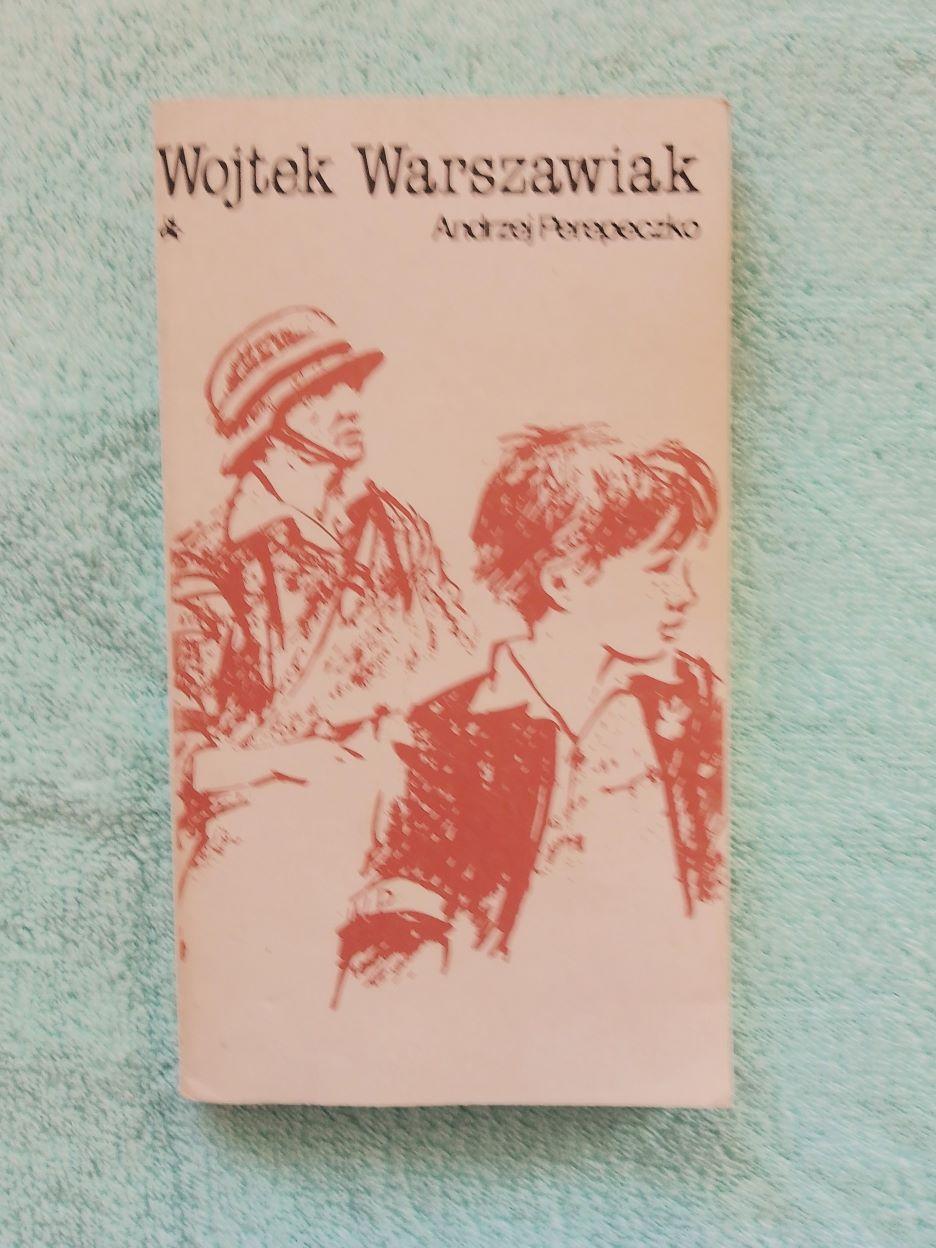 Wojtek Warszawiak
Andrzej Perepeczko